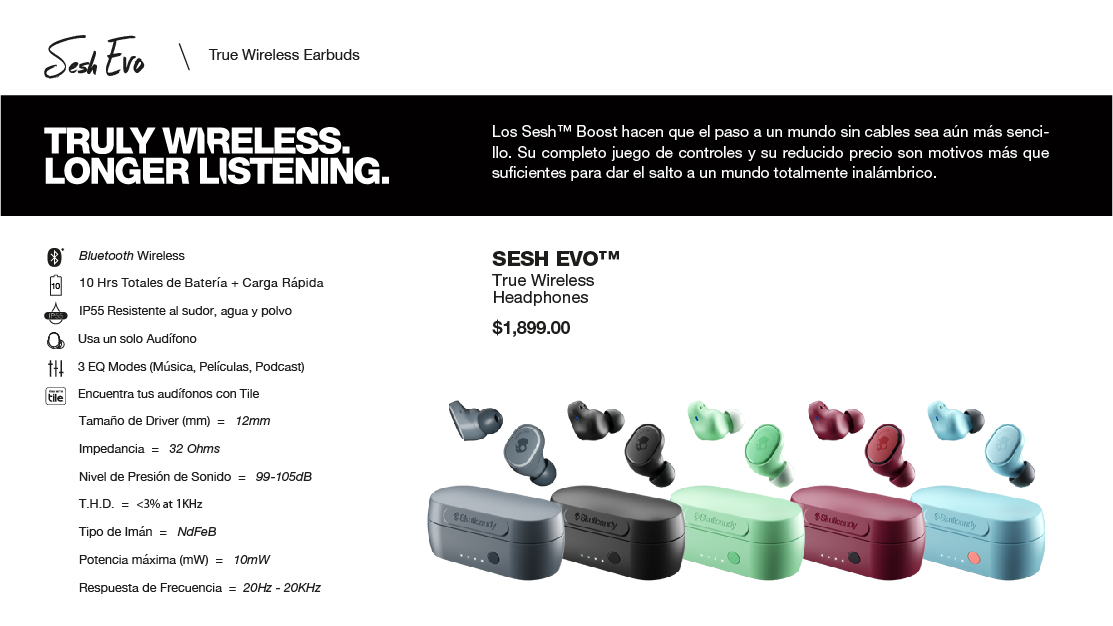 Sesh Evo
True Wireless Earbuds
TRULY WIRELESS.
LONGER LISTENING.
Los Sesh™ Boost hacen que el paso a un mundo sin cables sea aún más senci-
llo. Su completo juego de controles y su reducido precio son motivos más que
suficientes para dar el salto a un mundo totalmente inalámbrico.
Bluetooth Wireless
10
10 Hrs Totales de Batería + Carga Rápida
IP55
IP55 Resistente al sudor, agua y polvo
Usa un solo Audífono
3 EQ Modes (Música, Películas, Podcast)
tile
Encuentra tus audífonos con Tile
Tamaño de Driver (mm) = 12mm
Impedancia = 32 Ohms
Nivel de Presión de Sonido = 99-105dB
T.H.D. = <3% at 1KHz
Tipo de Imán = NdFeB
Potencia máxima (mW) = 10mW
Respuesta de Frecuencia = 20Hz - 20KHz
SESH EVO™
True Wireless
Headphones
$1,899.00
Skullcandy
Skullcandy
Skullcandy
Skullcandy
Skullcandy